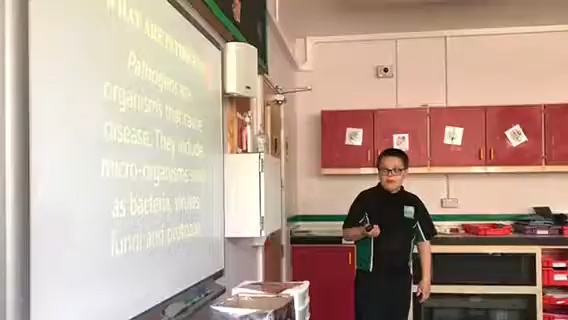 WHAT ARE PATHOGENS
Pathogens are
organisms that cause
disease. They include
micro-organisms such
as bacteria, viruses,
fungi and protozoa